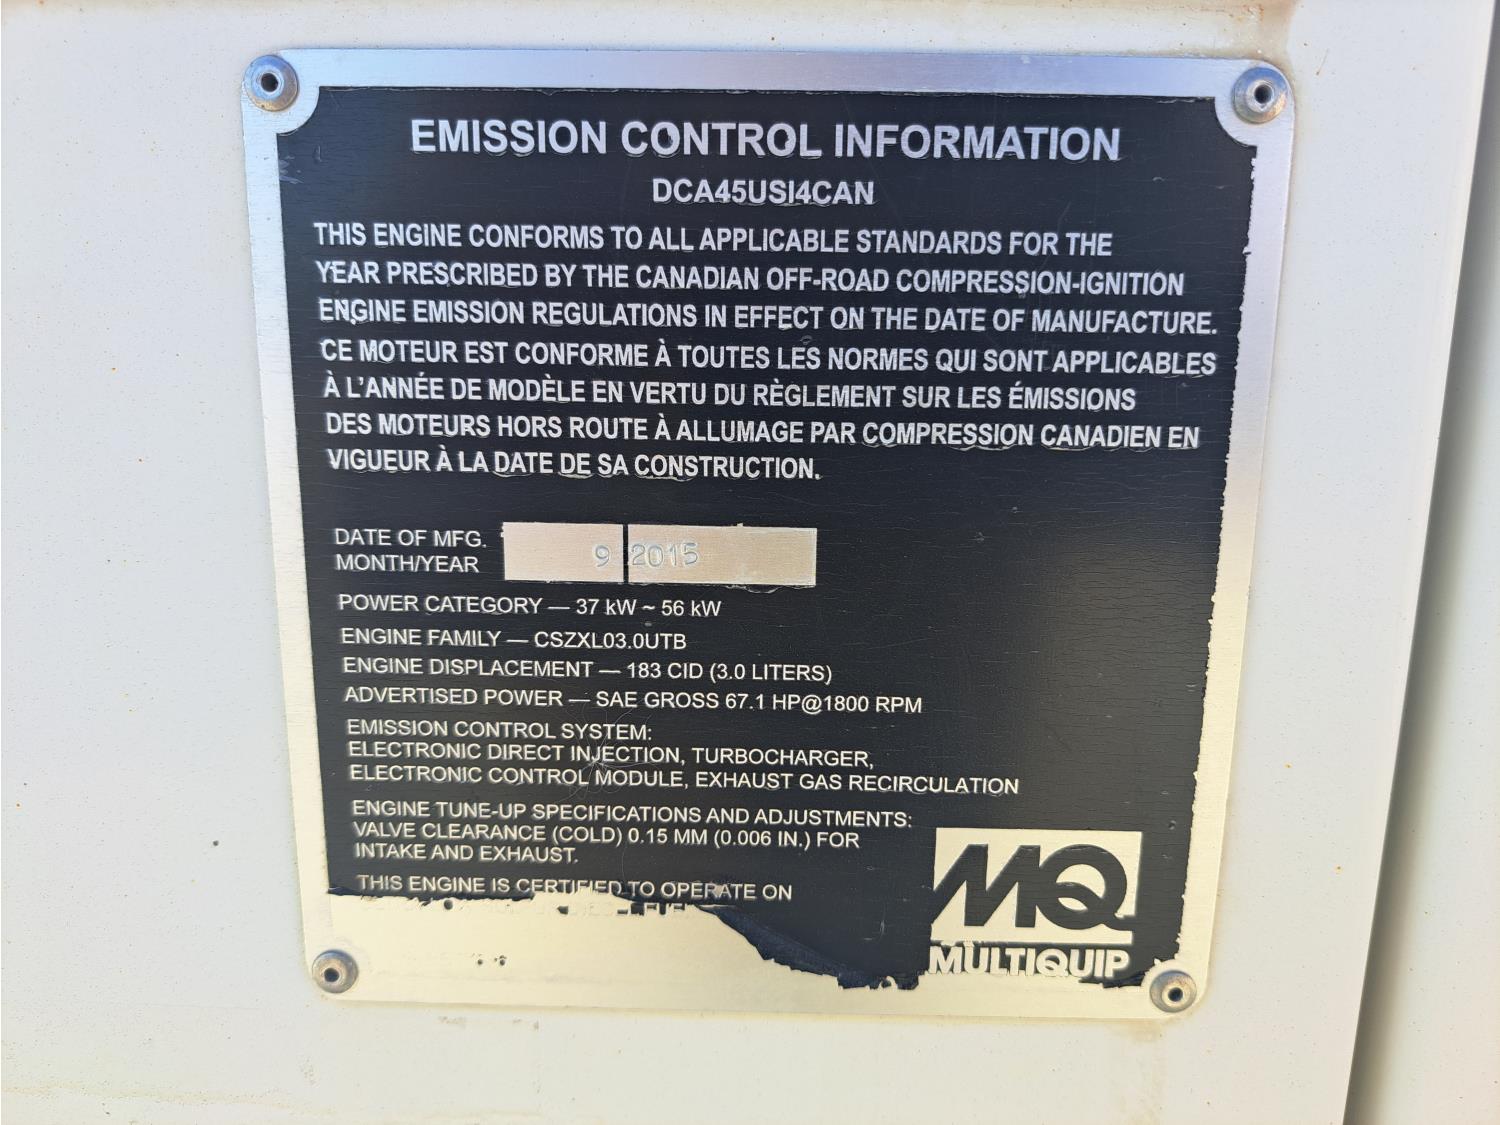 EMISSION CONTROL INFORMATION
DCA45USI4CAN
THIS ENGINE CONFORMS TO ALL APPLICABLE STANDARDS FOR THE
YEAR PRESCRIBED BY THE CANADIAN OFF-ROAD COMPRESSION-IGNITION
ENGINE EMISSION REGULATIONS IN EFFECT ON THE DATE OF MANUFACTURE.
CE MOTEUR EST CONFORME À TOUTES LES NORMES QUI SONT APPLICABLES
À L'ANNÉE DE MODÈLE EN VERTU DU RÈGLEMENT SUR LES ÉMISSIONS
DES MOTEURS HORS ROUTE À ALLUMAGE PAR COMPRESSION CANADIEN EN
VIGUEUR À LA DATE DE SA CONSTRUCTION.
DATE OF MFG.
MONTH/YEAR
9 2015
POWER CATEGORY — 37 kW ~ 56 kW
ENGINE FAMILY — CSZXL03.0UTB
ENGINE DISPLACEMENT — 183 CID (3.0 LITERS)
ADVERTISED POWER — SAE GROSS 67.1 HP@1800 RPM
EMISSION CONTROL SYSTEM:
ELECTRONIC DIRECT INJECTION, TURBOCHARGER,
ELECTRONIC CONTROL MODULE, EXHAUST GAS RECIRCULATION
ENGINE TUNE-UP SPECIFICATIONS AND ADJUSTMENTS:
VALVE CLEARANCE (COLD) 0.15 MM (0.006 IN.) FOR
INTAKE AND EXHAUST.
THIS ENGINE IS CERTIFIED TO OPERATE ON
MQ
MULTIQUIP